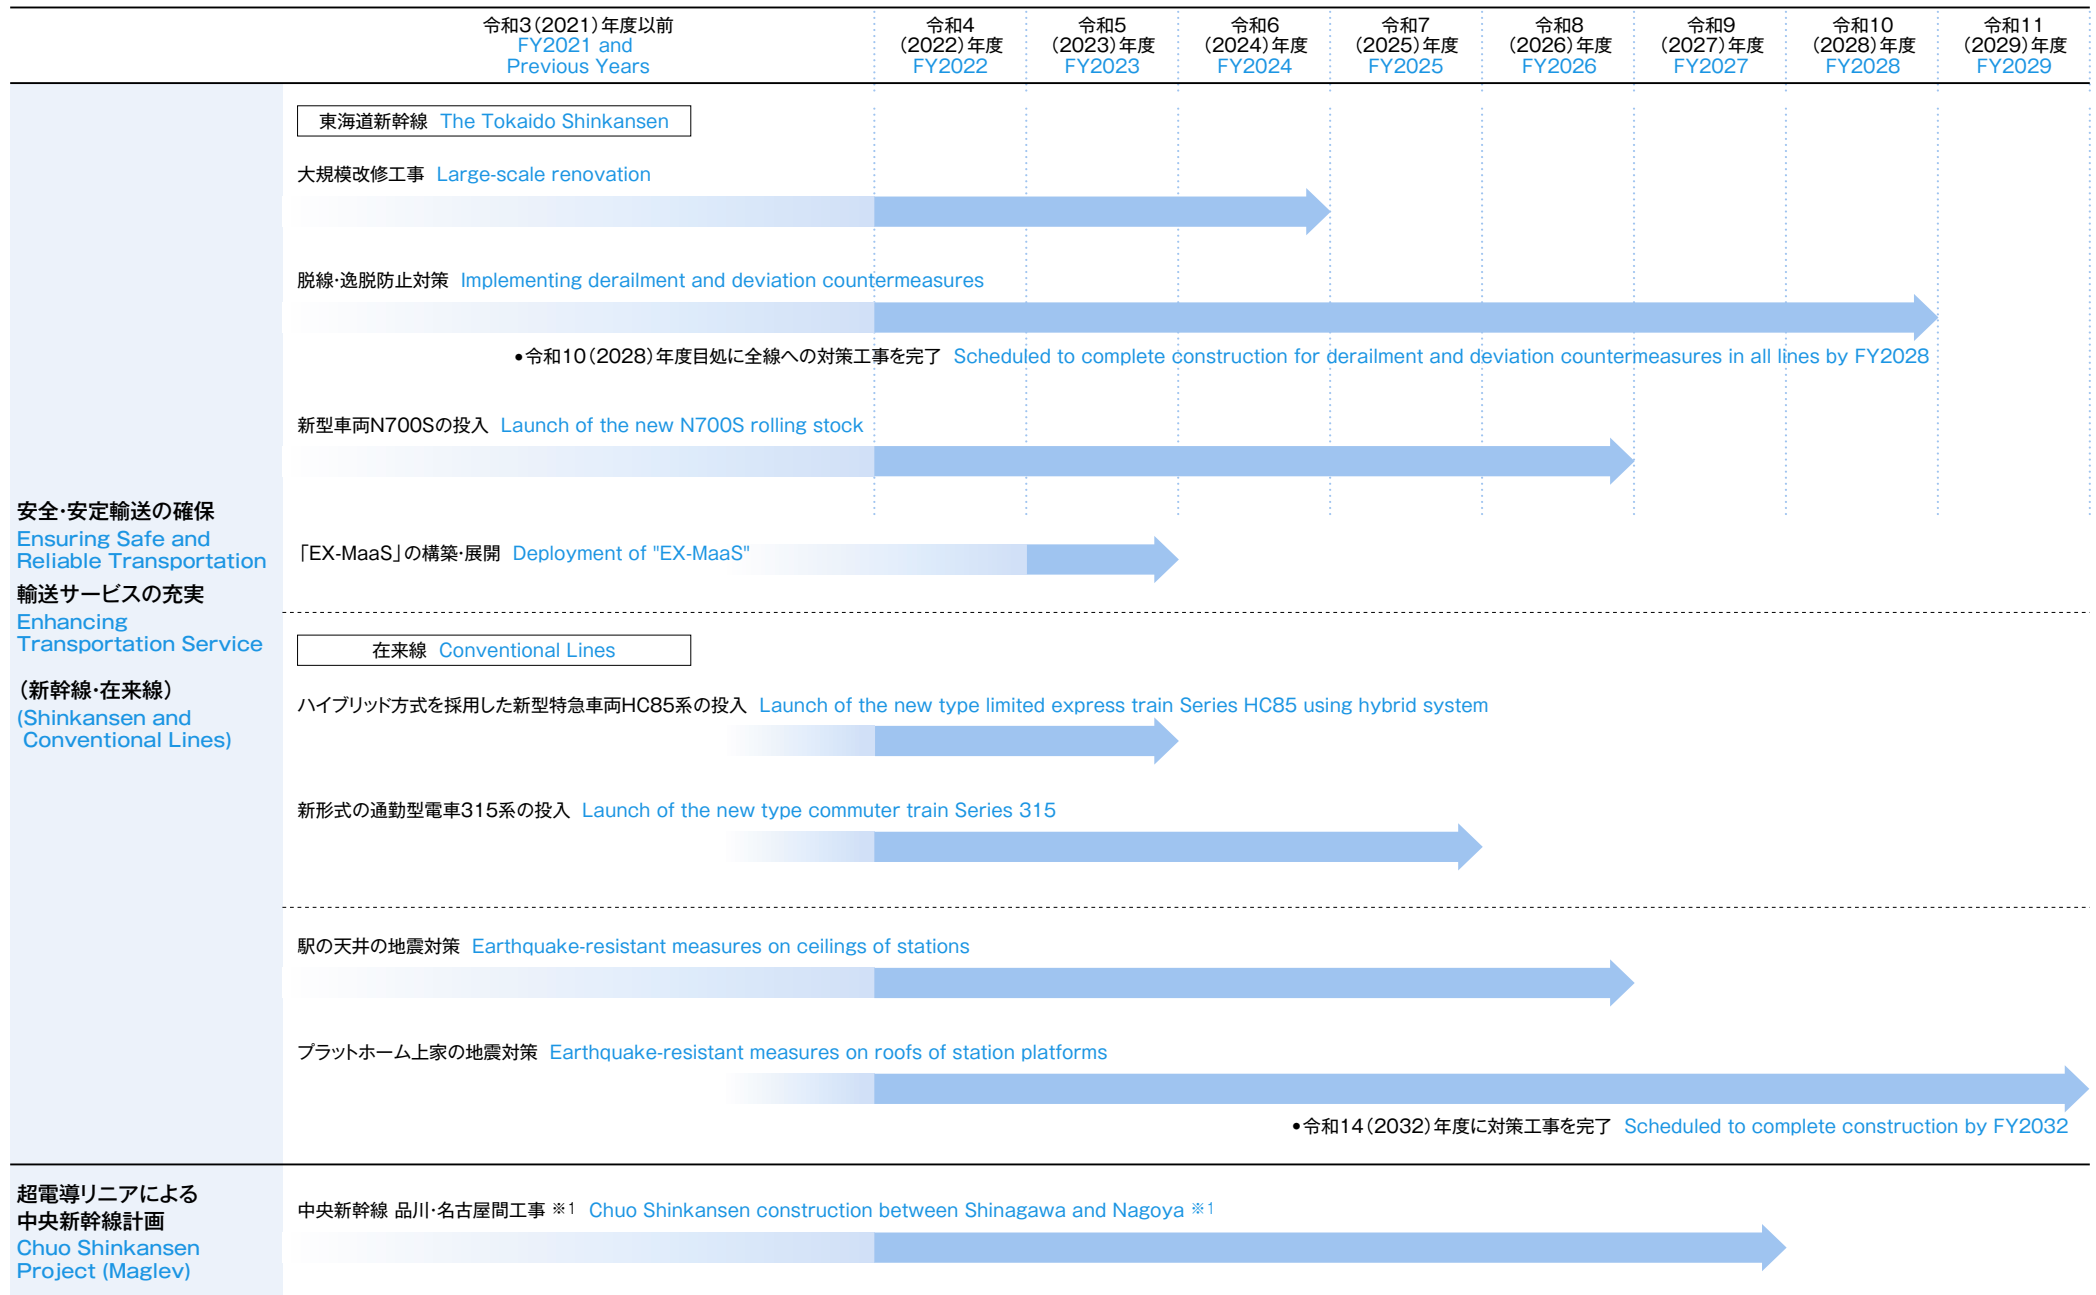 令和3(2021)年度以前
FY2021 and
Previous Years
令和4
(2022)年度
FY2022
令和5
(2023)年度
FY2023
令和6
(2024)年度
FY2024
令和7
(2025)年度
FY2025
令和8
(2026)年度
FY2026
令和9
(2027)年度
FY2027
令和10
(2028)年度
FY2028
令和11
(2029)年度
FY2029
安全・安定輸送の確保
Ensuring Safe and
Reliable Transportation
輸送サービスの充実
Enhancing
Transportation Service
(新幹線・在来線)
(Shinkansen and
Conventional Lines)
東海道新幹線 The Tokaido Shinkansen
大規模改修工事 Large-scale renovation
脱線・逸脱防止対策 Implementing derailment and deviation countermeasures
•令和10(2028)年度目処に全線への対策工事を完了 Scheduled to complete construction for derailment and deviation countermeasures in all lines by FY2028
新型車両N700Sの投入 Launch of the new N700S rolling stock
「EX-MaaS」の構築・展開 Deployment of "EX-MaaS"
在来線 Conventional Lines
ハイブリッド方式を採用した新型特急車両HC85系の投入 Launch of the new type limited express train Series HC85 using hybrid system
新形式の通勤型電車315系の投入 Launch of the new type commuter train Series 315
駅の天井の地震対策 Earthquake-resistant measures on ceilings of stations
プラットホーム上家の地震対策 Earthquake-resistant measures on roofs of station platforms
•令和14(2032)年度に対策工事を完了 Scheduled to complete construction by FY2032
超電導リニアによる
中央新幹線計画
Chuo Shinkansen
Project (Maglev)
中央新幹線 品川・名古屋間工事 ※1 Chuo Shinkansen construction between Shinagawa and Nagoya ※1